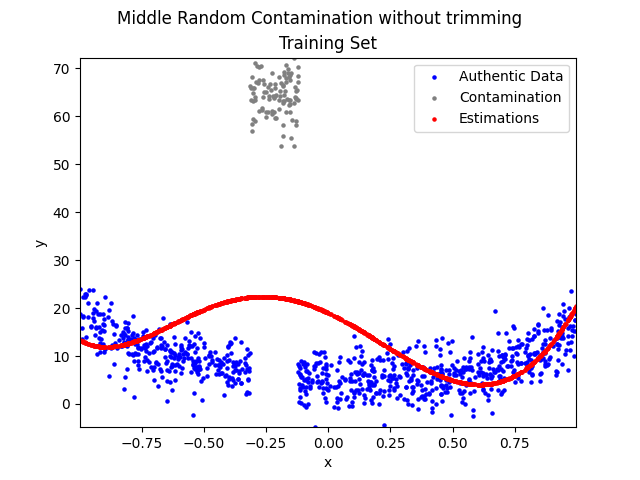 Middle Random Contamination without trimming
Training Set
70
60
50
40
30
20
10
0
y
−0.75
−0.50
−0.25
0.00
0.25
0.50
0.75
x
Authentic Data
Contamination
Estimations